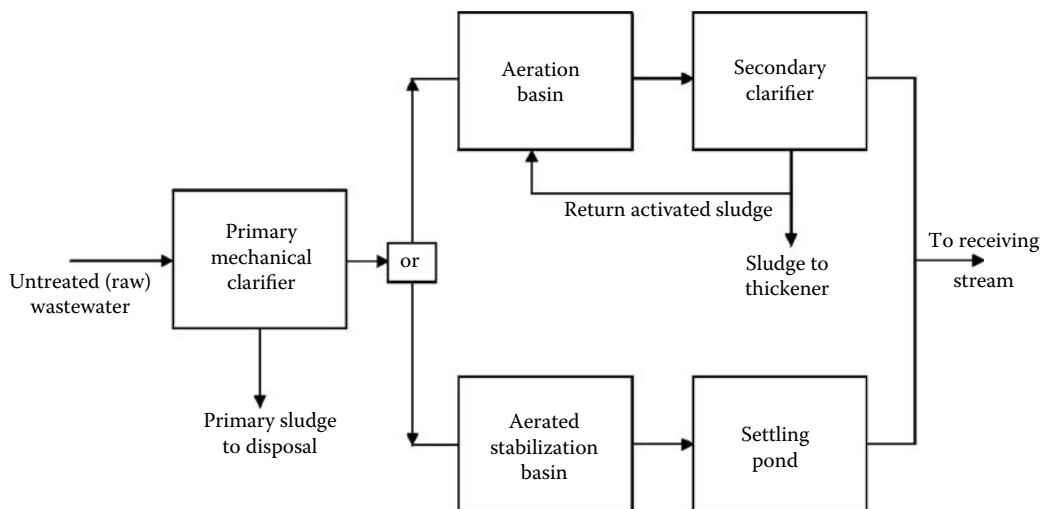 Untreated (raw)
wastewater
Primary
mechanical
clarifier
Primary sludge
to disposal
or
Aeration
basin
Secondary
clarifier
Return activated sludge
Sludge to
thickener
Aerated
stabilization
basin
Settling
pond
To receiving
stream